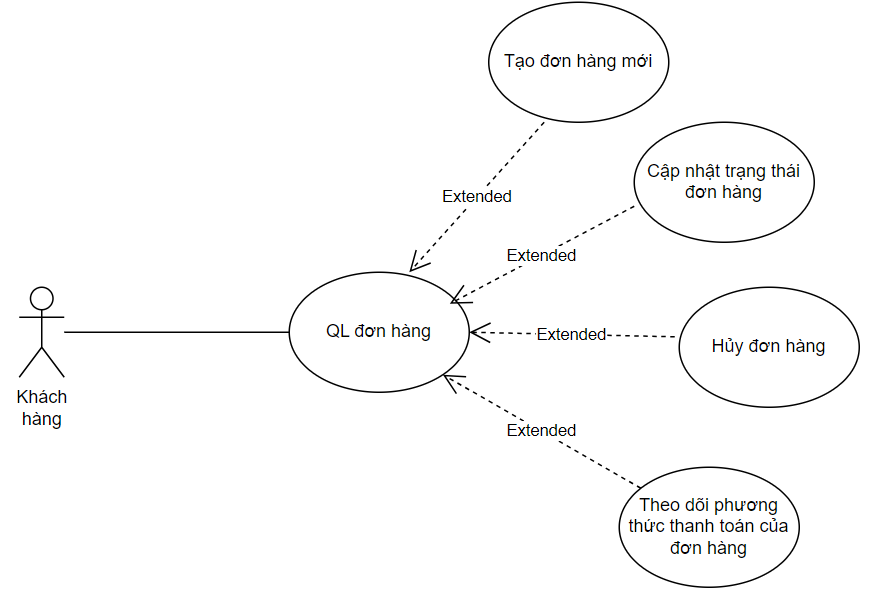 Tạo đơn hàng mới
Cập nhật trạng thái
đơn hàng
Extended
Extended
QL đơn hàng
Extended
Hủy đơn hàng
Khách
hàng
Extended
Theo dõi phương
thức thanh toán của
đơn hàng